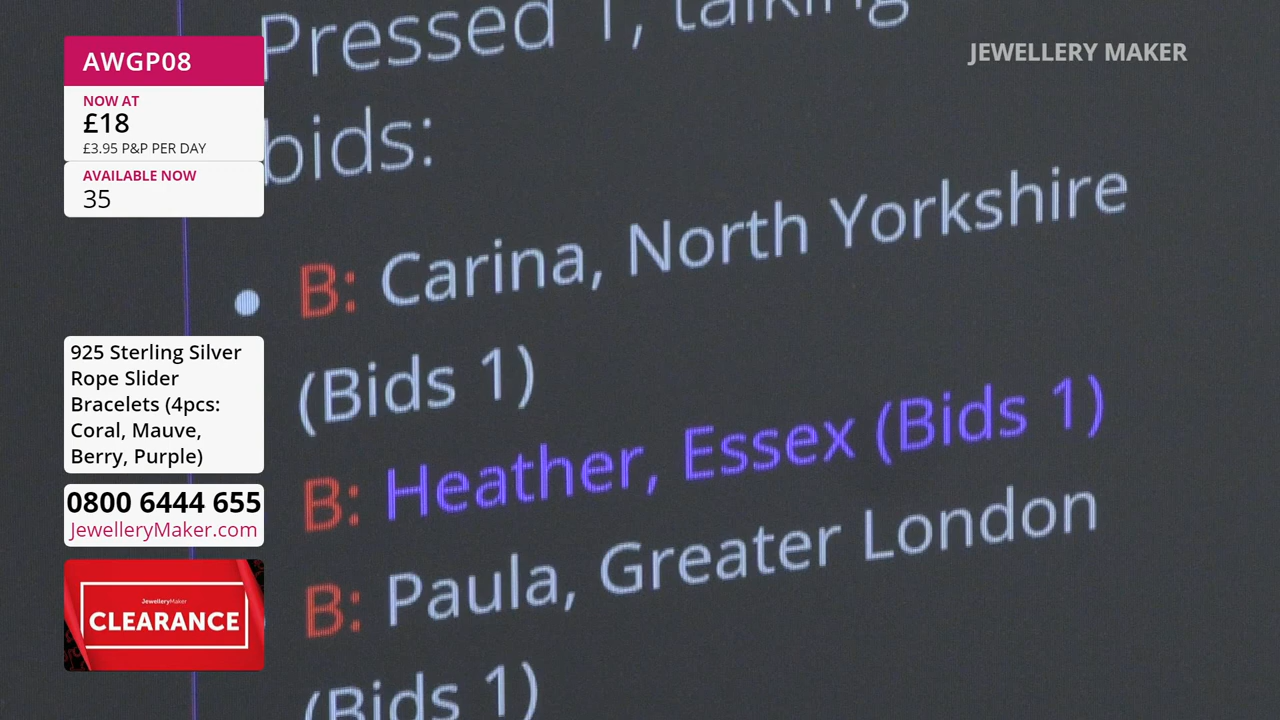 AWGP08
NOW AT
£18
£3.95 P&P PER DAY
AVAILABLE NOW
35
925 Sterling Silver
Rope Slider
Bracelets (4pcs:
Coral, Mauve,
Berry, Purple)
0800 6444 655
JewelleryMaker.com
JewelleryMaker
CLEARANCE
JEWELLERY MAKER
Pressed 1, talking
bids:
B: Carina, North Yorkshire
(Bids 1)
B: Heather, Essex (Bids 1)
B: Paula, Greater London
(Bids 1)